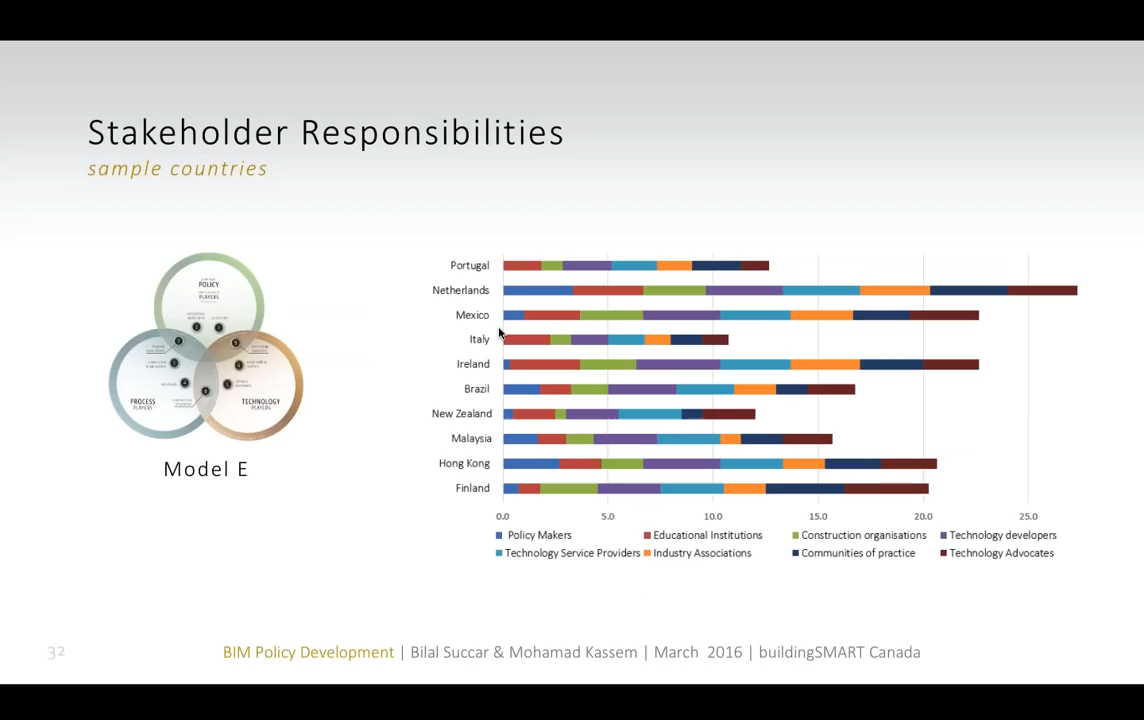 Stakeholder Responsibilities
sample countries
POLICY
PLAYERS
PROCESS
PLAYERS
TECHNOLOGY
PLAYERS
Model E
Portugal
Netherlands
Mexico
Italy
Ireland
Brazil
New Zealand
Malaysia
Hong Kong
Finland
0.0 5.0 10.0 15.0 20.0 25.0
Policy Makers Educational Institutions Construction organisations Technology developers
Technology Service Providers Industry Associations Communities of practice Technology Advocates
32
BIM Policy Development | Bilal Succar & Mohamad Kassem | March 2016 | buildingSMART Canada